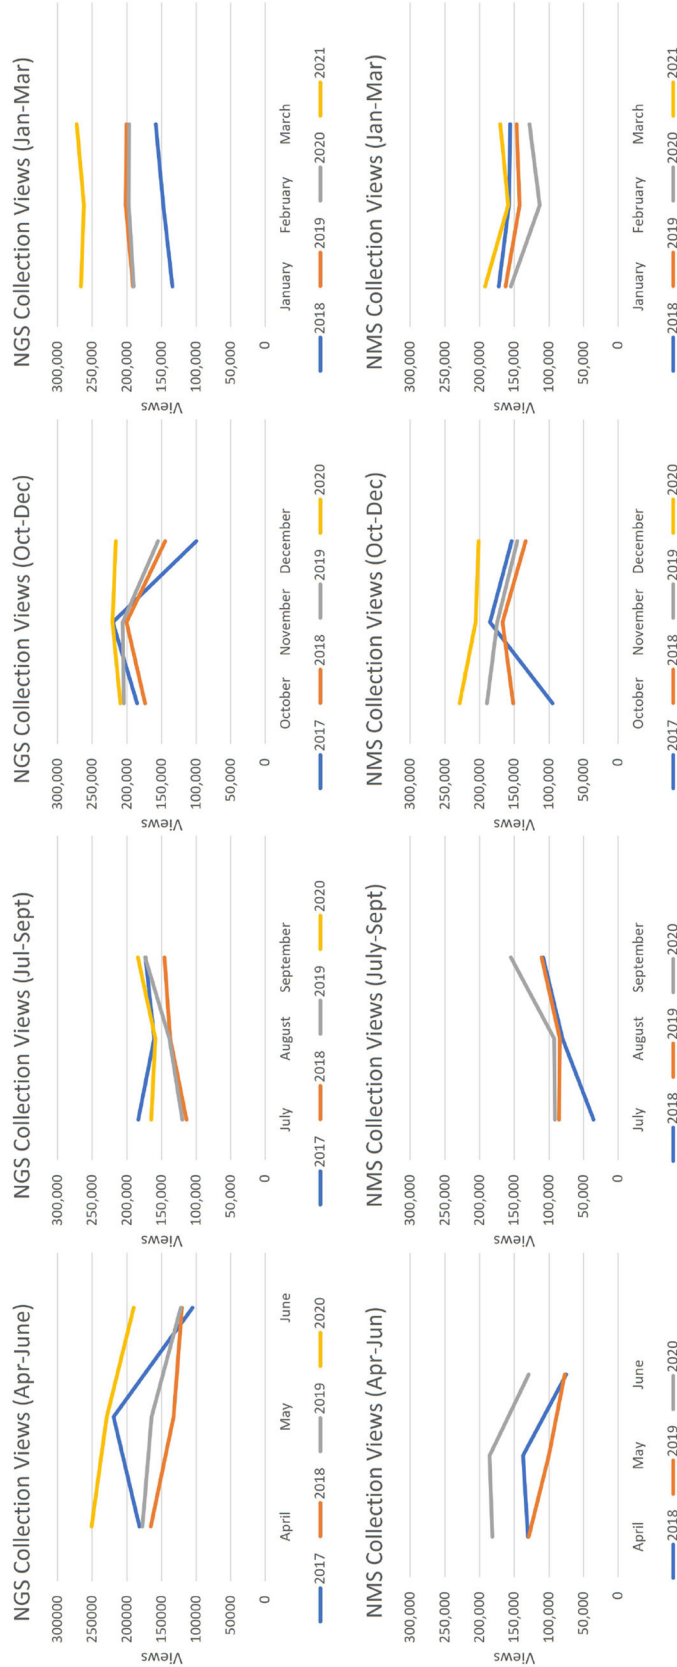 NGS Collection Views (Apr-June)
300000
250000
200000
150000
100000
50000
0
Views
April May June
2017 2018 2019 2020
NGS Collection Views (Jul-Sept)
300,000
250,000
200,000
150,000
100,000
50,000
0
Views
July August September
2017 2018 2019 2020
NGS Collection Views (Oct-Dec)
300,000
250,000
200,000
150,000
100,000
50,000
0
Views
October November December
2017 2018 2019 2020
NGS Collection Views (Jan-Mar)
300,000
250,000
200,000
150,000
100,000
50,000
0
Views
January February March
2018 2019 2020 2021
NMS Collection Views (Apr-Jun)
300,000
250,000
200,000
150,000
100,000
50,000
0
Views
April May June
2018 2019 2020
NMS Collection Views (July-Sept)
300,000
250,000
200,000
150,000
100,000
50,000
0
Views
July August September
2018 2019 2020
NMS Collection Views (Oct-Dec)
300,000
250,000
200,000
150,000
100,000
50,000
0
Views
October November December
2017 2018 2019 2020
NMS Collection Views (Jan-Mar)
300,000
250,000
200,000
150,000
100,000
50,000
0
Views
January February March
2018 2019 2020 2021